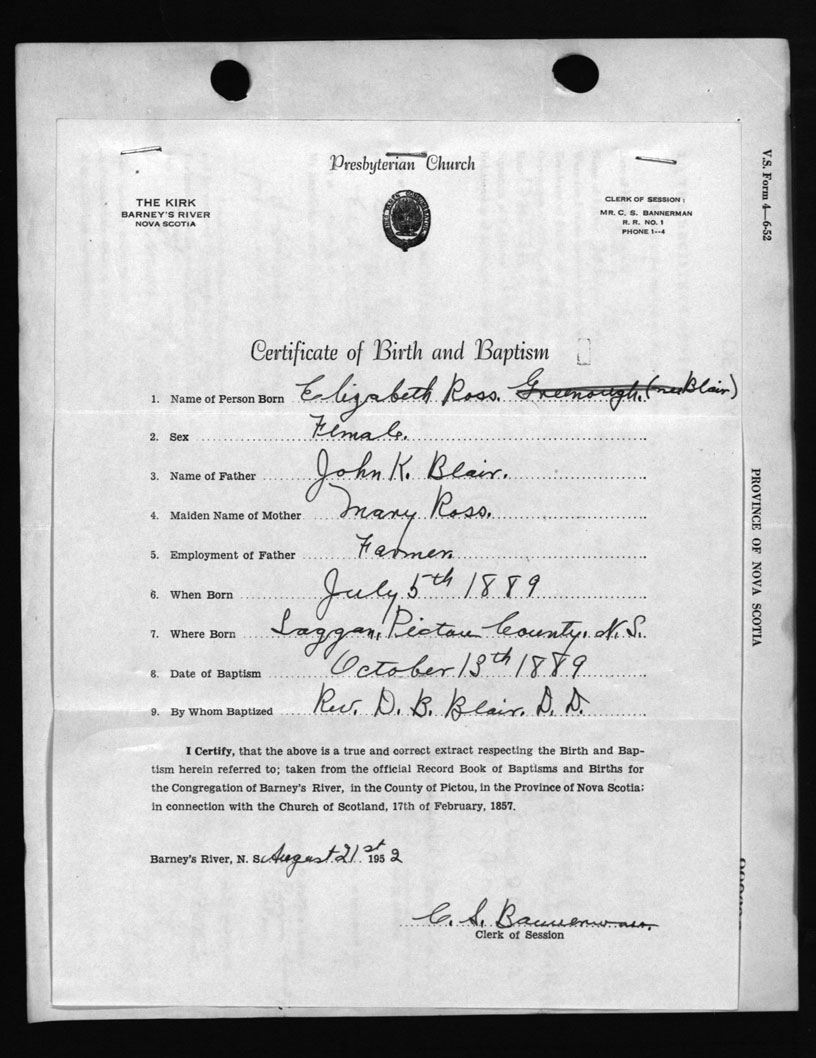 Presbyterian Church
THE KIRK
BARNEY'S RIVER
NOVA SCOTIA
CLERK OF SESSION:
MR. C. S. BANNERMAN
R. R. NO. 1
PHONE 1--4
V.S. Form 4—6-52
Certificate of Birth and Baptism
1. Name of Person Born Elizabeth Ross. Greenough. (nee Blair)
2. Sex Female.
3. Name of Father John K. Blair.
4. Maiden Name of Mother Mary Ross.
5. Employment of Father Farmer.
6. When Born July 5th 1889
7. Where Born Laggan, Pictou County, N.S.
8. Date of Baptism October 13th 1889
9. By Whom Baptized Rev. D. B. Blair, D. D.
PROVINCE OF NOVA SCOTIA
I Certify, that the above is a true and correct extract respecting the Birth and Bap-
tism herein referred to; taken from the official Record Book of Baptisms and Births for
the Congregation of Barney's River, in the County of Pictou, in the Province of Nova Scotia;
in connection with the Church of Scotland, 17th of February, 1857.
Barney's River, N. S. August 21st 1952
C. S. Bannerman.
Clerk of Session